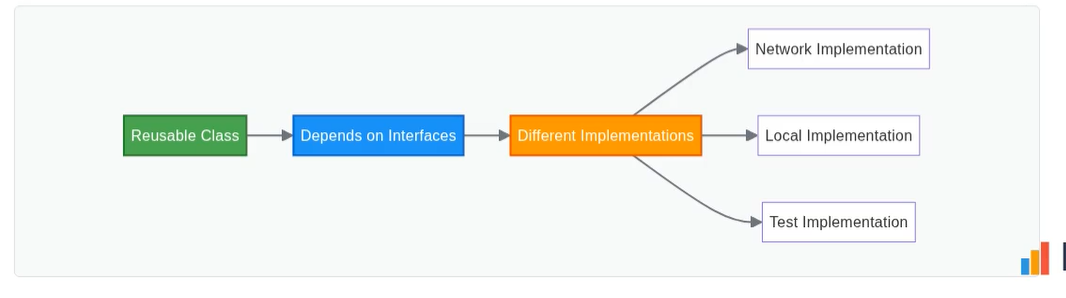 Network Implementation
Reusable Class
Depends on Interfaces
Different Implementations
Local Implementation
Test Implementation